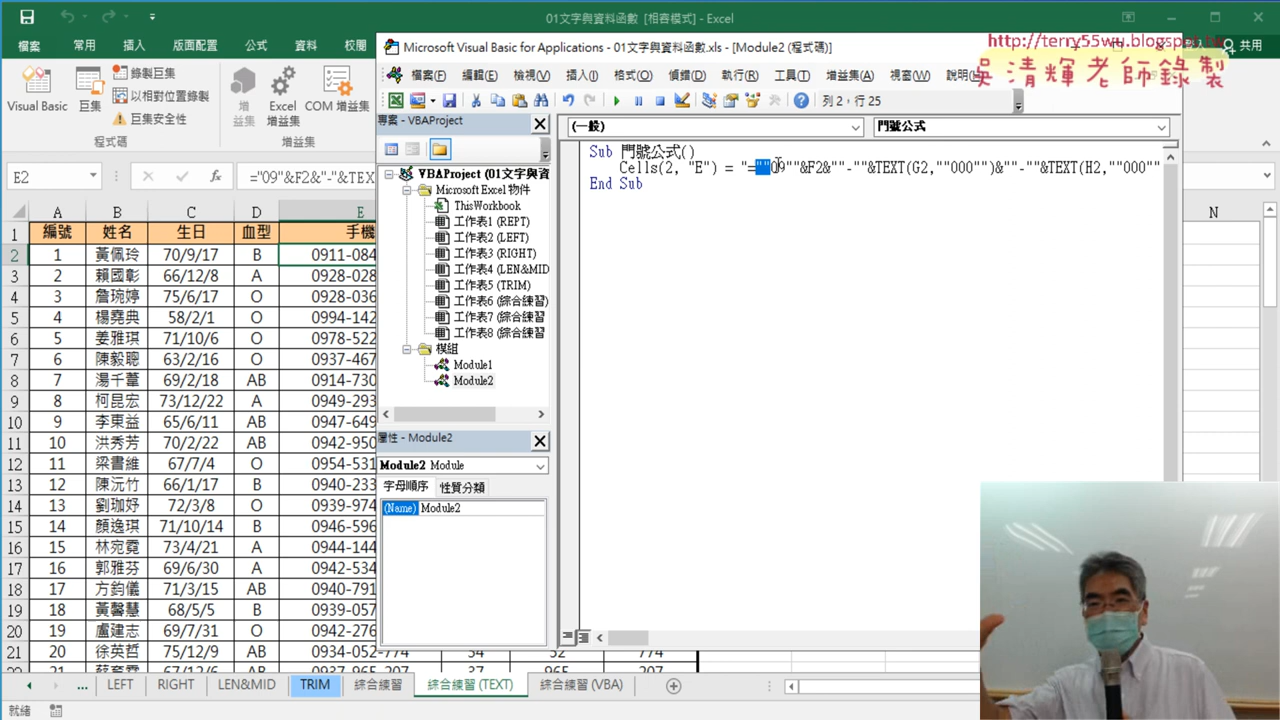 01文字與資料函數 [相容模式] - Excel
http://terry55wu.blogspot.tw
吳清輝老師錄製
檔案 常用 插入 版面配置 公式 資料 校閱 共用
Visual Basic 巨集 錄製巨集 以相對位置錄製 巨集安全性 增益集 Excel 增益集 COM 增益集
程式碼 增益集
E2 fx ="09"&F2&"-"&TEX
Microsoft Visual Basic for Applications - 01文字與資料函數.xls - [Module2 (程式碼)]
檔案(F) 編輯(E) 檢視(V) 插入(I) 格式(O) 偵錯(D) 執行(R) 工具(T) 增益集(A) 視窗(W) 說明
列 2，行 25
專案 - VBAProject
VBAProject (01文字與資
Microsoft Excel 物件
ThisWorkbook
工作表1 (REPT)
工作表2 (LEFT)
工作表3 (RIGHT)
工作表4 (LEN&MID
工作表5 (TRIM)
工作表6 (綜合練習
工作表7 (綜合練習
工作表8 (綜合練習
模組
Module1
Module2
屬性 - Module2
Module2 Module
字母順序 性質分類
(Name) Module2
(一般) 門號公式
Sub 門號公式()
Cells(2, "E") = "=""09""&F2&""-""&TEXT(G2,""000"")&""-""&TEXT(H2,""000""
End Sub
A B C D E N
1 編號 姓名 生日 血型 手機
2 1 黃佩玲 70/9/17 B 0911-084
3 2 賴國彰 66/12/8 A 0928-028
4 3 詹琬婷 75/6/17 O 0928-036
5 4 楊堯典 58/2/1 O 0994-142
6 5 姜雅琪 71/10/6 O 0978-522
7 6 陳毅聰 63/2/16 O 0937-467
8 7 湯千葦 69/2/18 AB 0914-730
9 8 柯昆宏 73/12/22 A 0949-293
10 9 李東益 65/6/11 AB 0947-649
11 10 洪秀芳 70/2/22 AB 0942-950
12 11 梁書維 67/7/4 O 0954-531
13 12 陳沅竹 66/1/17 B 0940-233
14 13 劉珈妤 72/3/8 O 0939-974
15 14 顏逸琪 71/10/14 B 0946-596
16 15 林宛霓 73/4/21 A 0944-144
17 16 郭雅芬 69/6/30 A 0942-534
18 17 方鈞儀 71/3/15 AB 0940-791
19 18 黃馨慧 68/5/5 B 0939-057
20 19 盧建志 69/7/31 O 0942-276
21 20 徐英哲 75/12/9 AB 0934-052-774 34 52 774
... LEFT RIGHT LEN&MID TRIM 綜合練習 綜合練習 (TEXT) 綜合練習 (VBA)
就緒